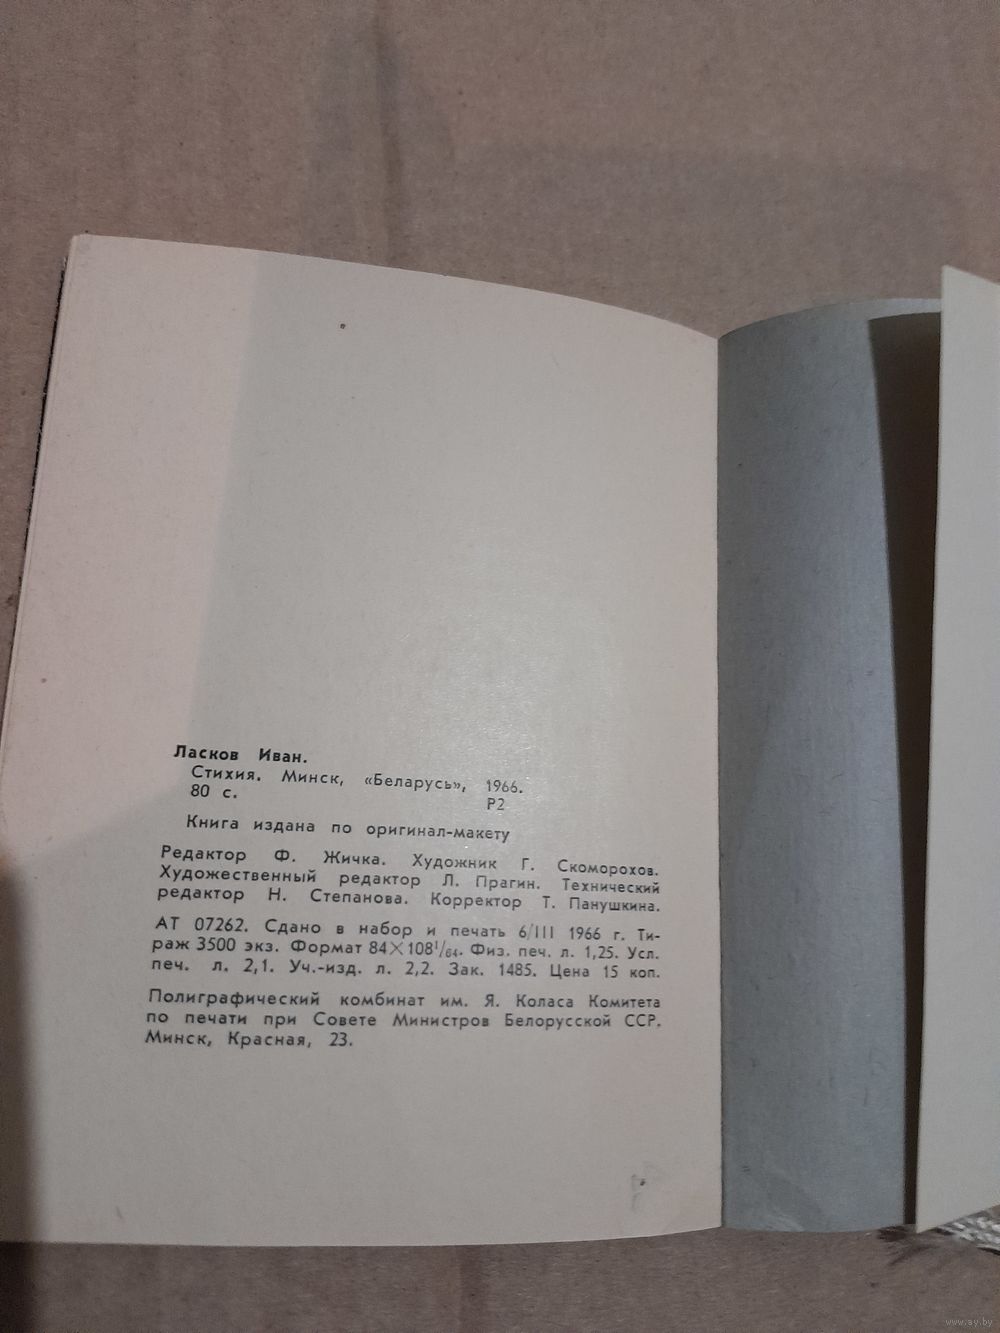 Ласков Иван.
Стихия. Минск, «Беларусь», 1966.
80 с. Р2
Книга издана по оригинал-макету
Редактор Ф. Жичка. Художник Г. Скоморохов.
Художественный редактор Л. Прагин. Технический
редактор Н. Степанова. Корректор Т. Панушкина.
АТ 07262. Сдано в набор и печать 6/III 1966 г. Ти-
раж 3500 экз. Формат 84×108¹/₆₄. Физ. печ. л. 1,25. Усл.
печ. л. 2,1. Уч.-изд. л. 2,2. Зак. 1485. Цена 15 коп.
Полиграфический комбинат им. Я. Коласа Комитета
по печати при Совете Министров Белорусской ССР.
Минск, Красная, 23.
www.ay.by